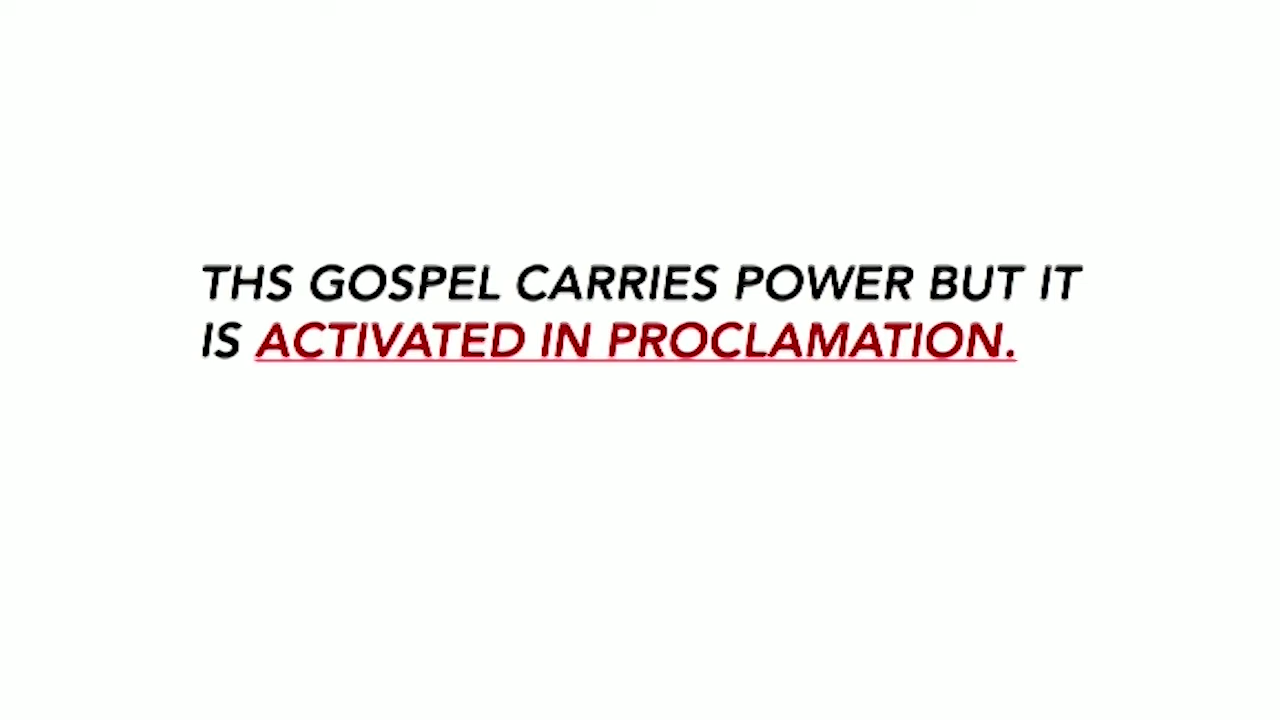 THS GOSPEL CARRIES POWER BUT IT
IS ACTIVATED IN PROCLAMATION.